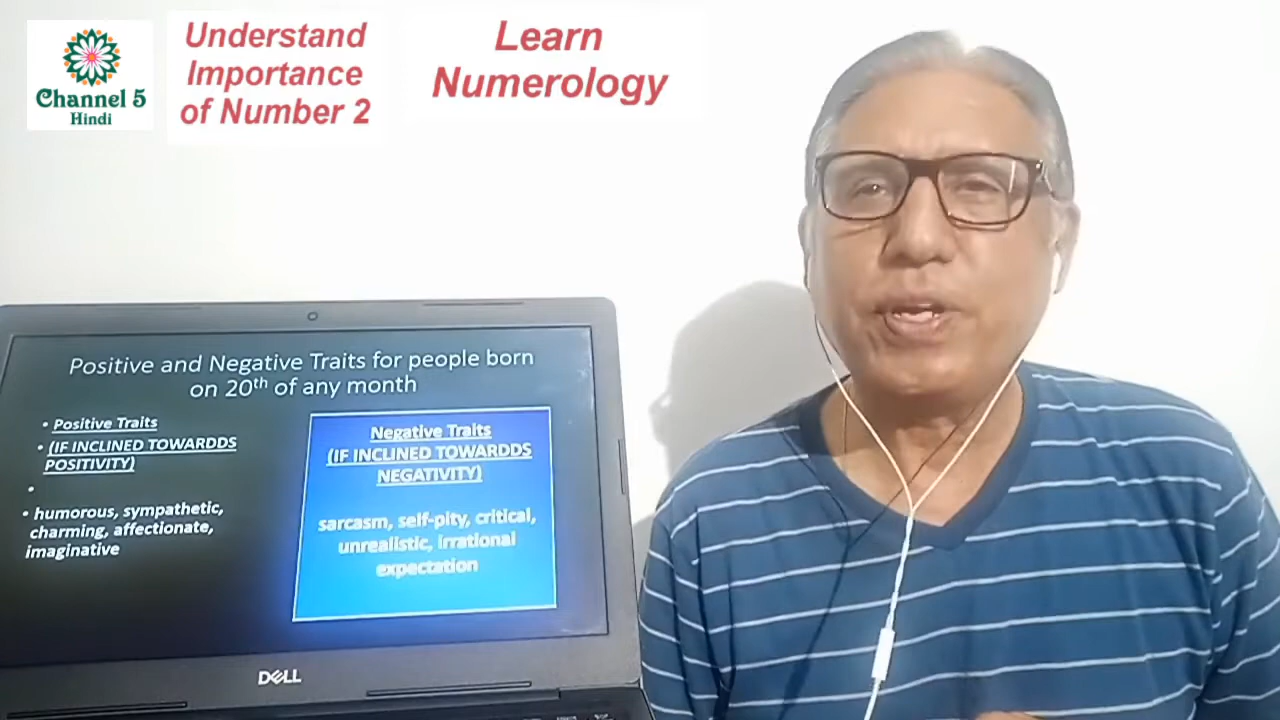 Channel 5
Hindi
Understand
Importance
of Number 2
Learn
Numerology
Positive and Negative Traits for people born
on 20th of any month
• Positive Traits
• (IF INCLINED TOWARDDS
POSITIVITY)
•
• humorous, sympathetic,
charming, affectionate,
imaginative
Negative Traits
(IF INCLINED TOWARDDS
NEGATIVITY)
sarcasm, self-pity, critical,
unrealistic, irrational
expectation
DELL